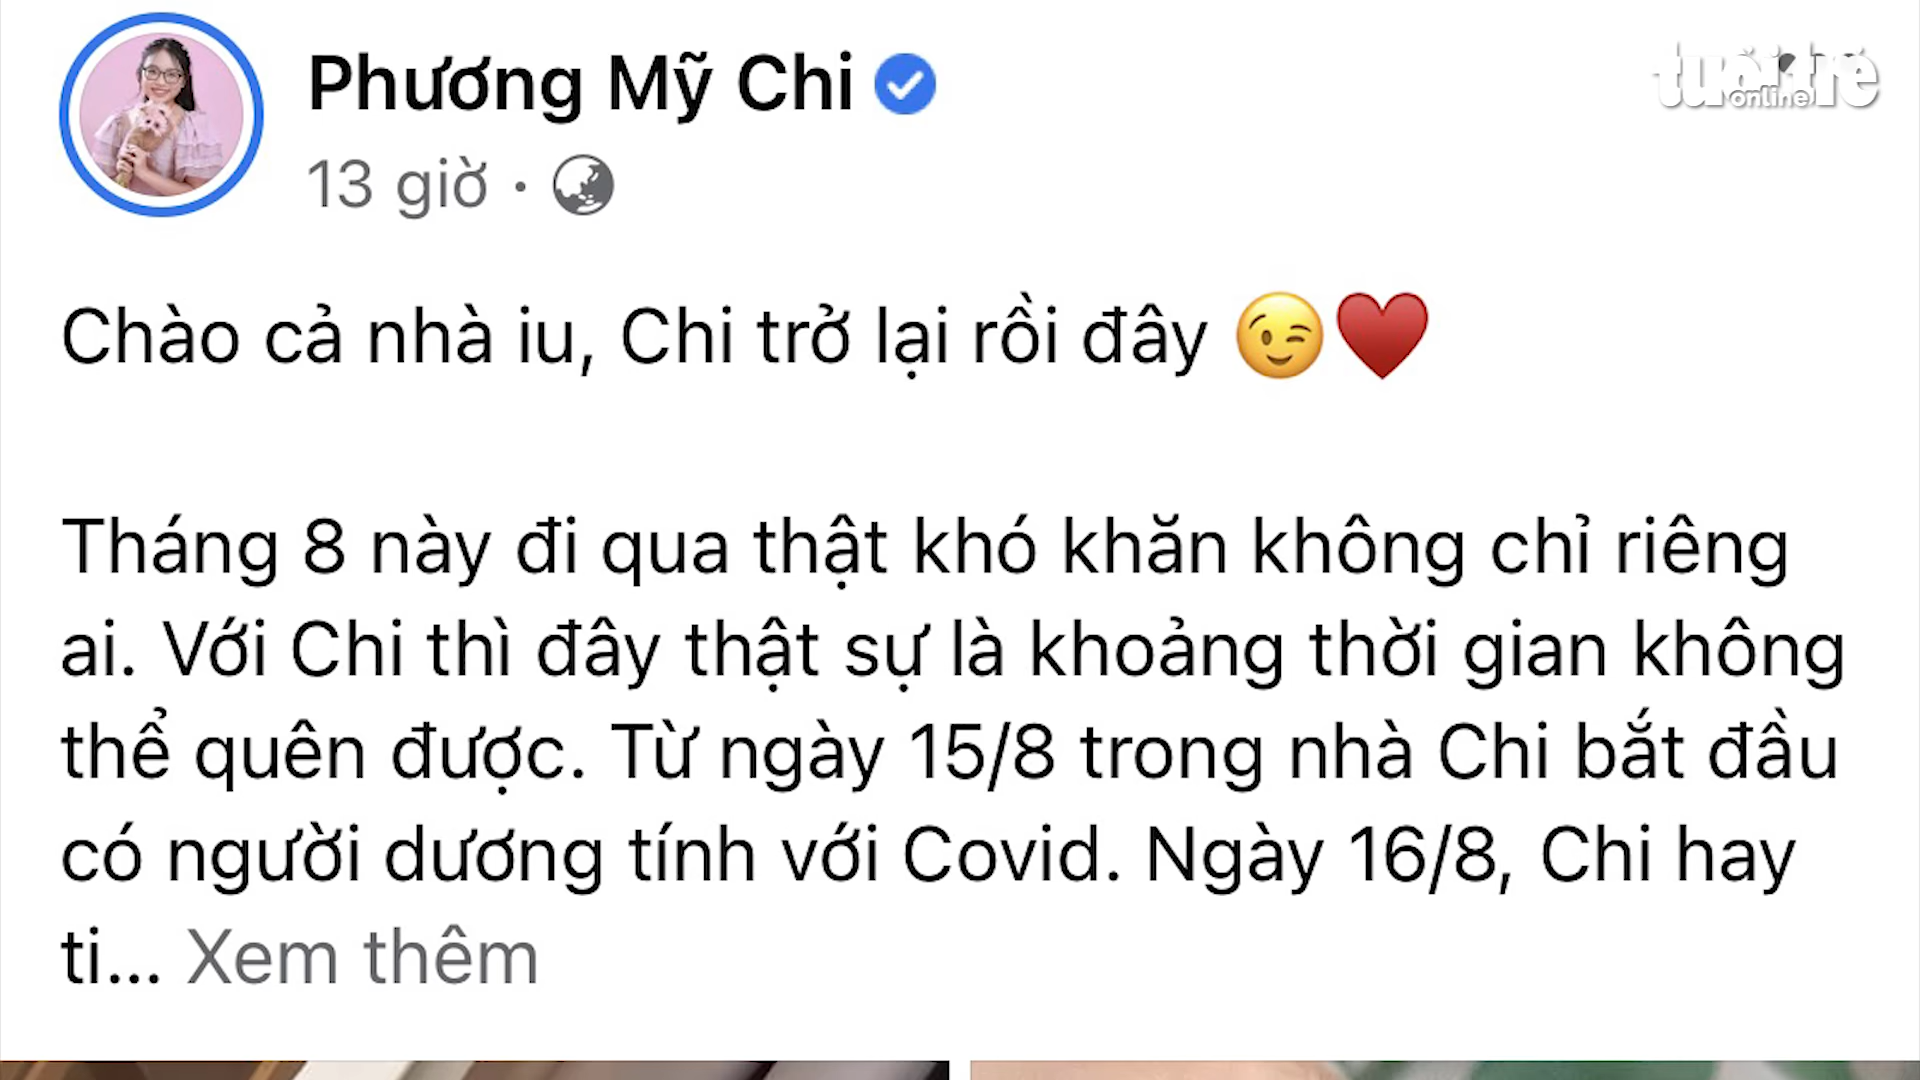 Phương Mỹ Chi
tuổi trẻ
online
13 giờ ·
Chào cả nhà iu, Chi trở lại rồi đây 😉♥️
Tháng 8 này đi qua thật khó khăn không chỉ riêng
ai. Với Chi thì đây thật sự là khoảng thời gian không
thể quên được. Từ ngày 15/8 trong nhà Chi bắt đầu
có người dương tính với Covid. Ngày 16/8, Chi hay
ti... Xem thêm